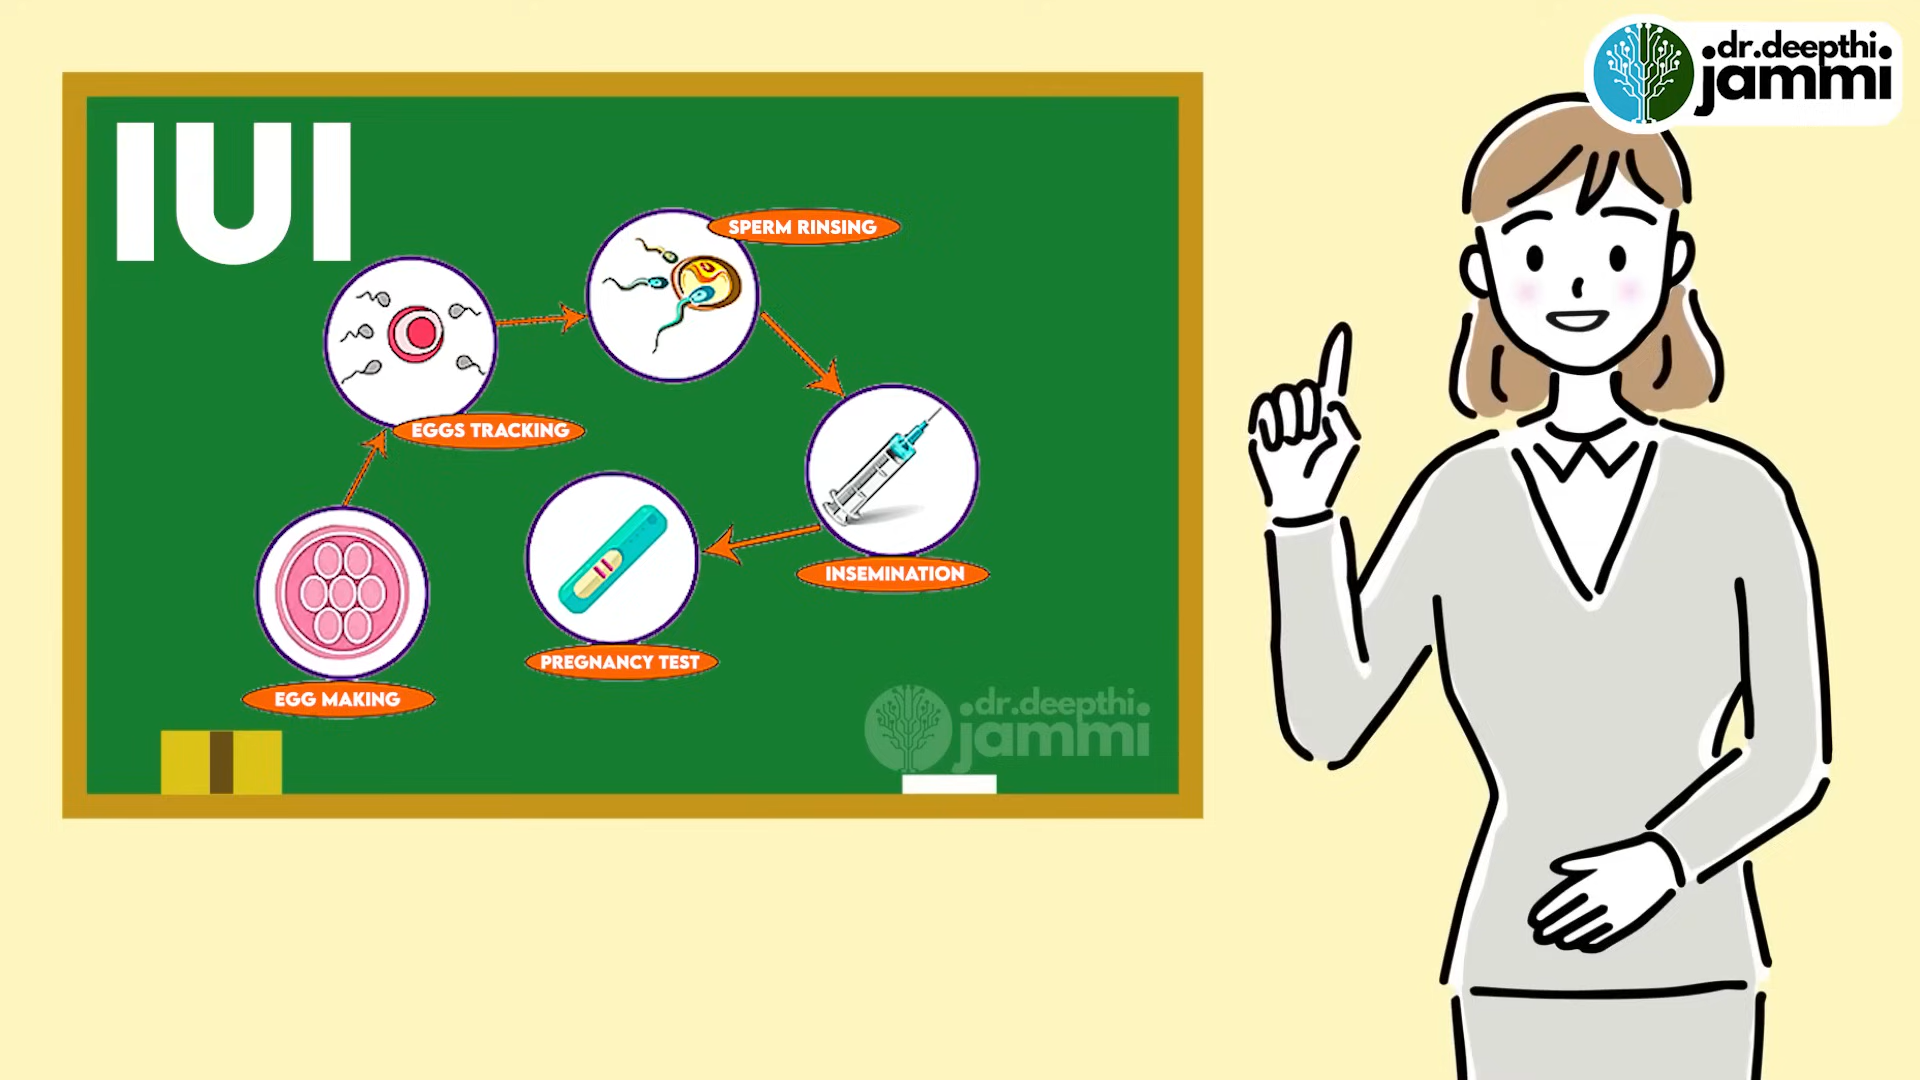 dr.deepthi
jammi
IUI
SPERM RINSING
EGGS TRACKING
INSEMINATION
PREGNANCY TEST
EGG MAKING
dr.deepthi
jammi